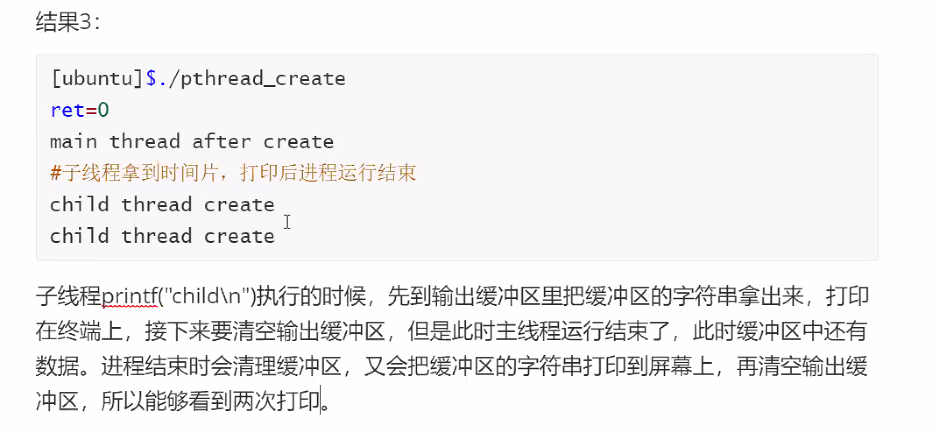 结果3：
[ubuntu]$./pthread_create
ret=0
main thread after create
#子线程拿到时间片，打印后进程运行结束
child thread create
child thread create
子线程printf("child\n")执行的时候，先到输出缓冲区里把缓冲区的字符串拿出来，打印
在终端上，接下来要清空输出缓冲区，但是此时主线程运行结束了，此时缓冲区中还有
数据。进程结束时会清理缓冲区，又会把缓冲区的字符串打印到屏幕上，再清空输出缓
冲区，所以能够看到两次打印。